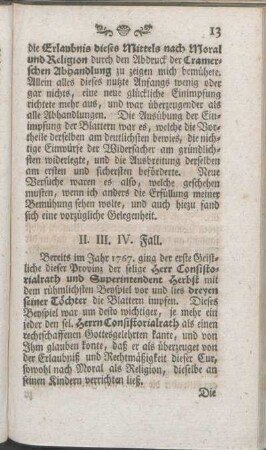 13
die Erlaubnis dieses Mittels nach Moral
und Religion durch den Abdruck der Cramer-
schen Abhandlung zu zeigen mich bemühete.
Allein alles dieses nutzte Anfangs wenig oder
gar nichts, eine neue glückliche Einimpfung
richtete mehr aus, und war überzeugender als
alle Abhandlungen. Die Ausübung der Ein-
impfung der Blattern war es, welche die Vor-
theile derselben am deutlichsten bewies, die nich-
tige Einwürfe der Widersacher am gründlich-
sten widerlegte, und die Ausbreitung derselben
am ersten und sichersten beförderte. Neue
Versuche waren es also, welche geschehen
musten, wenn ich anders die Erfüllung meiner
Bemühung sehen wolte, und auch hiezu fand
sich eine vorzügliche Gelegenheit.
II. III. IV. Fall.
Bereits im Jahr 1767. ging der erste Geist-
liche dieser Provinz der selige Herr Consisto-
rialrath und Superintendent Herbst mit
dem rühmlichsten Beyspiel vor und lies dreyen
seiner Töchter die Blattern impfen. Dieses
Beyspiel war um desto wichtiger, je mehr ein
jeder den sel. Herrn Consistorialrath als einen
rechtschaffenen Gottesgelehrten kante, und von
Ihm glauben konte, daß er als überzeuget von
der Erlaubniß und Rechtmäßigkeit dieser Cur,
sowohl nach Moral als Religion, dieselbe an
seinen Kindern verrichten ließ.
Die